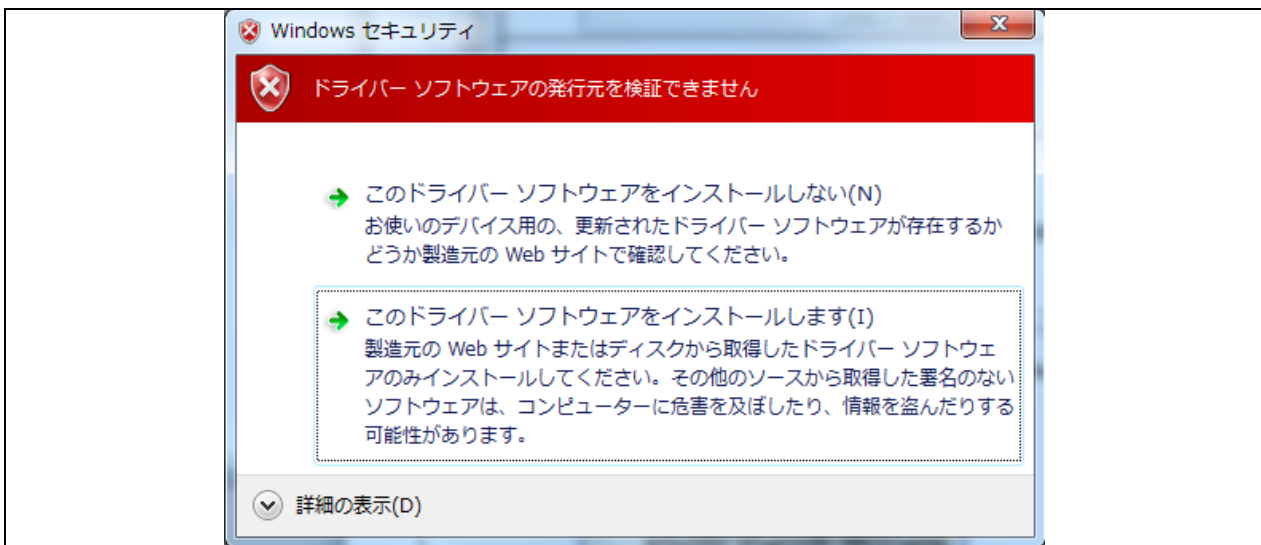 Windows セキュリティ
ドライバー ソフトウェアの発行元を検証できません
このドライバー ソフトウェアをインストールしない(N)
お使いのデバイス用の、更新されたドライバー ソフトウェアが存在するか
どうか製造元の Web サイトで確認してください。
このドライバー ソフトウェアをインストールします(I)
製造元の Web サイトまたはディスクから取得したドライバー ソフトウェ
アのみインストールしてください。その他のソースから取得した署名のない
ソフトウェアは、コンピューターに危害を及ぼしたり、情報を盗んだりする
可能性があります。
詳細の表示(D)